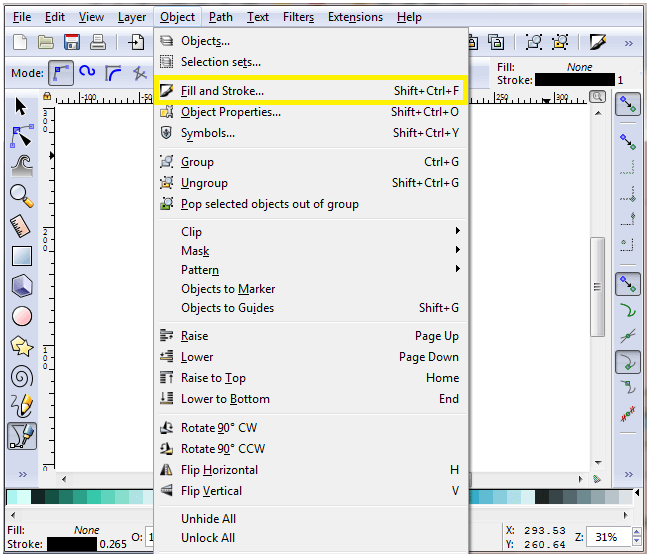 File Edit View Layer Object Path Text Filters Extensions Help
Objects...
Selection sets...
Mode:
Fill: None
Stroke: 1
Fill and Stroke... Shift+Ctrl+F
Object Properties... Shift+Ctrl+O
Symbols... Shift+Ctrl+Y
Group Ctrl+G
Ungroup Shift+Ctrl+G
Pop selected objects out of group
Clip
Mask
Pattern
Objects to Marker
Objects to Guides Shift+G
Raise Page Up
Lower Page Down
Raise to Top Home
Lower to Bottom End
Rotate 90° CW
Rotate 90° CCW
Flip Horizontal H
Flip Vertical V
Unhide All
Unlock All
-100 -50
300
200
100
0
Fill: None
Stroke: 0.265
O: 1
X: 293.53
Y: 260.64
Z: 31%